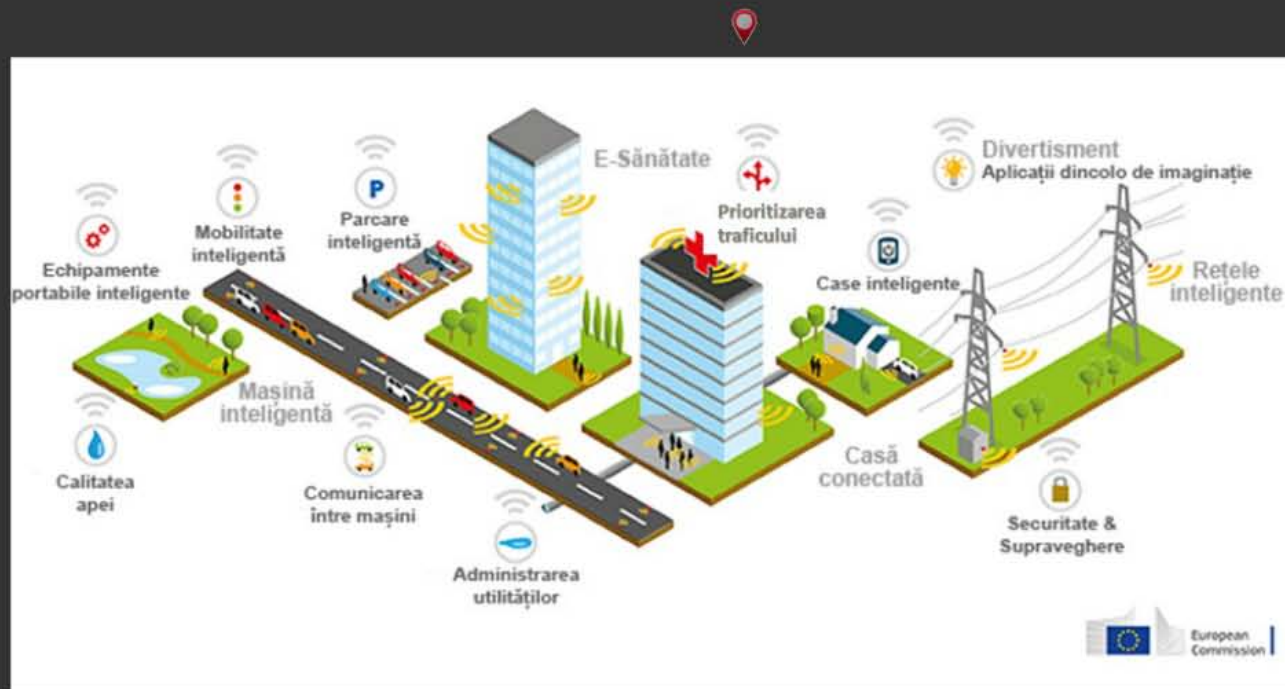 E-Sănătate
Divertisment
Aplicații dincolo de imaginație
Mobilitate
inteligentă
P
Parcare
inteligentă
Prioritizarea
traficului
Echipamente
portabile inteligente
Case inteligente
Rețele
inteligente
Mașină
inteligentă
Calitatea
apei
Comunicarea
între mașini
Casă
conectată
Administrarea
utilităților
Securitate &
Supraveghere
European
Commission